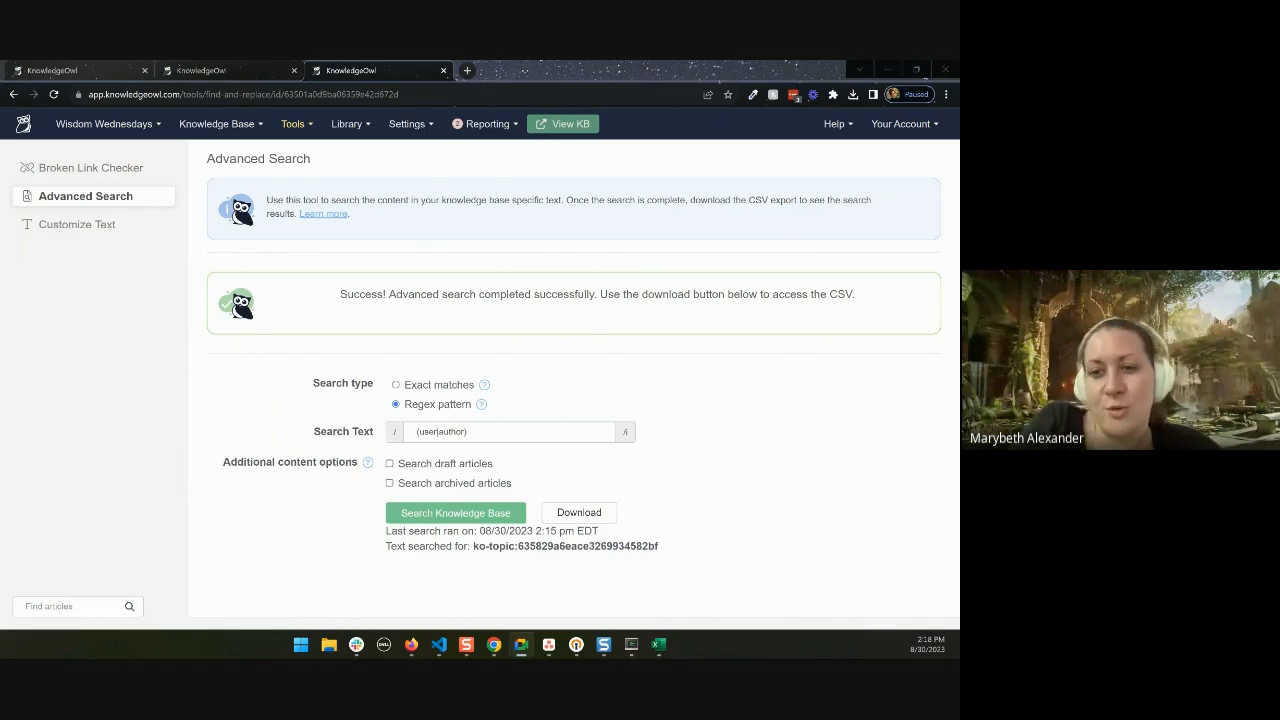 KnowledgeOwl
KnowledgeOwl
KnowledgeOwl
app.knowledgeowl.com/tools/find-and-replace/id/63501a0d9ba06359e42d672d
Paused
Wisdom Wednesdays
Knowledge Base
Tools
Library
Settings
2 Reporting
View KB
Help
Your Account
Broken Link Checker
Advanced Search
Customize Text
Advanced Search
Use this tool to search the content in your knowledge base specific text. Once the search is complete, download the CSV export to see the search
results. Learn more.
Success! Advanced search completed successfully. Use the download button below to access the CSV.
Search type
Exact matches ?
Regex pattern ?
Search Text / (user|author) /i
Additional content options ? Search draft articles
Search archived articles
Search Knowledge Base Download
Last search ran on: 08/30/2023 2:15 pm EDT
Text searched for: ko-topic:635829a6eace3269934582bf
Find articles
DELL
2:18 PM
8/30/2023
Marybeth Alexander